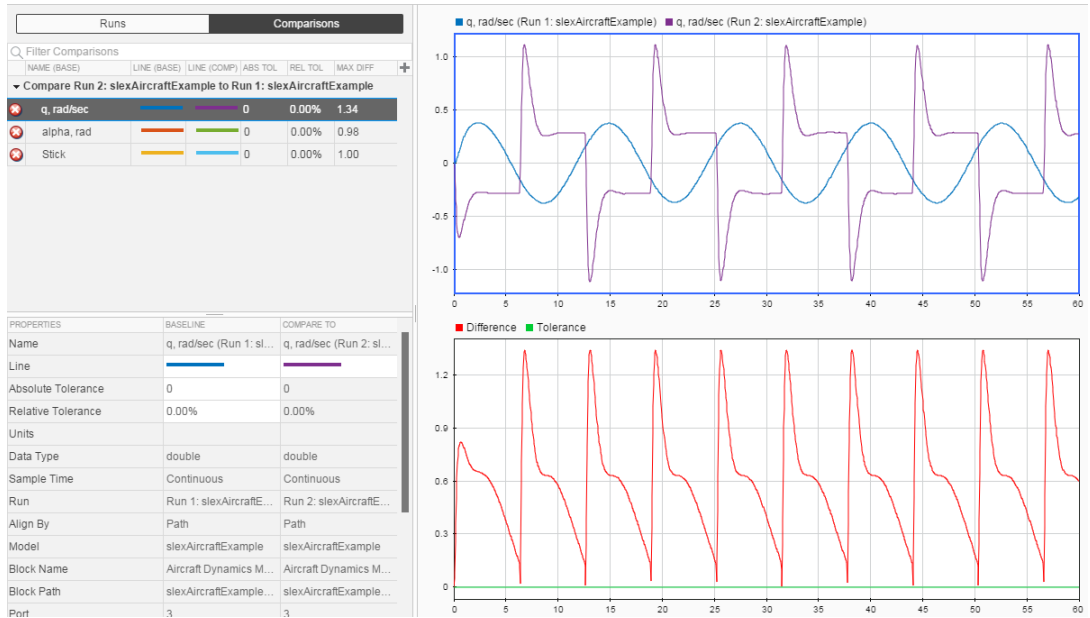 Runs Comparisons
Filter Comparisons
NAME (BASE) LINE (BASE) LINE (COMP) ABS TOL REL TOL MAX DIFF +
Compare Run 2: slexAircraftExample to Run 1: slexAircraftExample
q, rad/sec 0 0.00% 1.34
alpha, rad 0 0.00% 0.98
Stick 0 0.00% 1.00
PROPERTIES BASELINE COMPARE TO
Name q, rad/sec (Run 1: sl... q, rad/sec (Run 2: sl...
Line
Absolute Tolerance 0 0
Relative Tolerance 0.00% 0.00%
Units
Data Type double double
Sample Time Continuous Continuous
Run Run 1: slexAircraftE... Run 2: slexAircraftE...
Align By Path Path
Model slexAircraftExample slexAircraftExample
Block Name Aircraft Dynamics M... Aircraft Dynamics M...
Block Path slexAircraftExample... slexAircraftExample...
Port 3 3
q, rad/sec (Run 1: slexAircraftExample) q, rad/sec (Run 2: slexAircraftExample)
1.0
0.5
0
-0.5
-1.0
0 5 10 15 20 25 30 35 40 45 50 55 60
Difference Tolerance
1.2
0.9
0.6
0.3
0
0 5 10 15 20 25 30 35 40 45 50 55 60